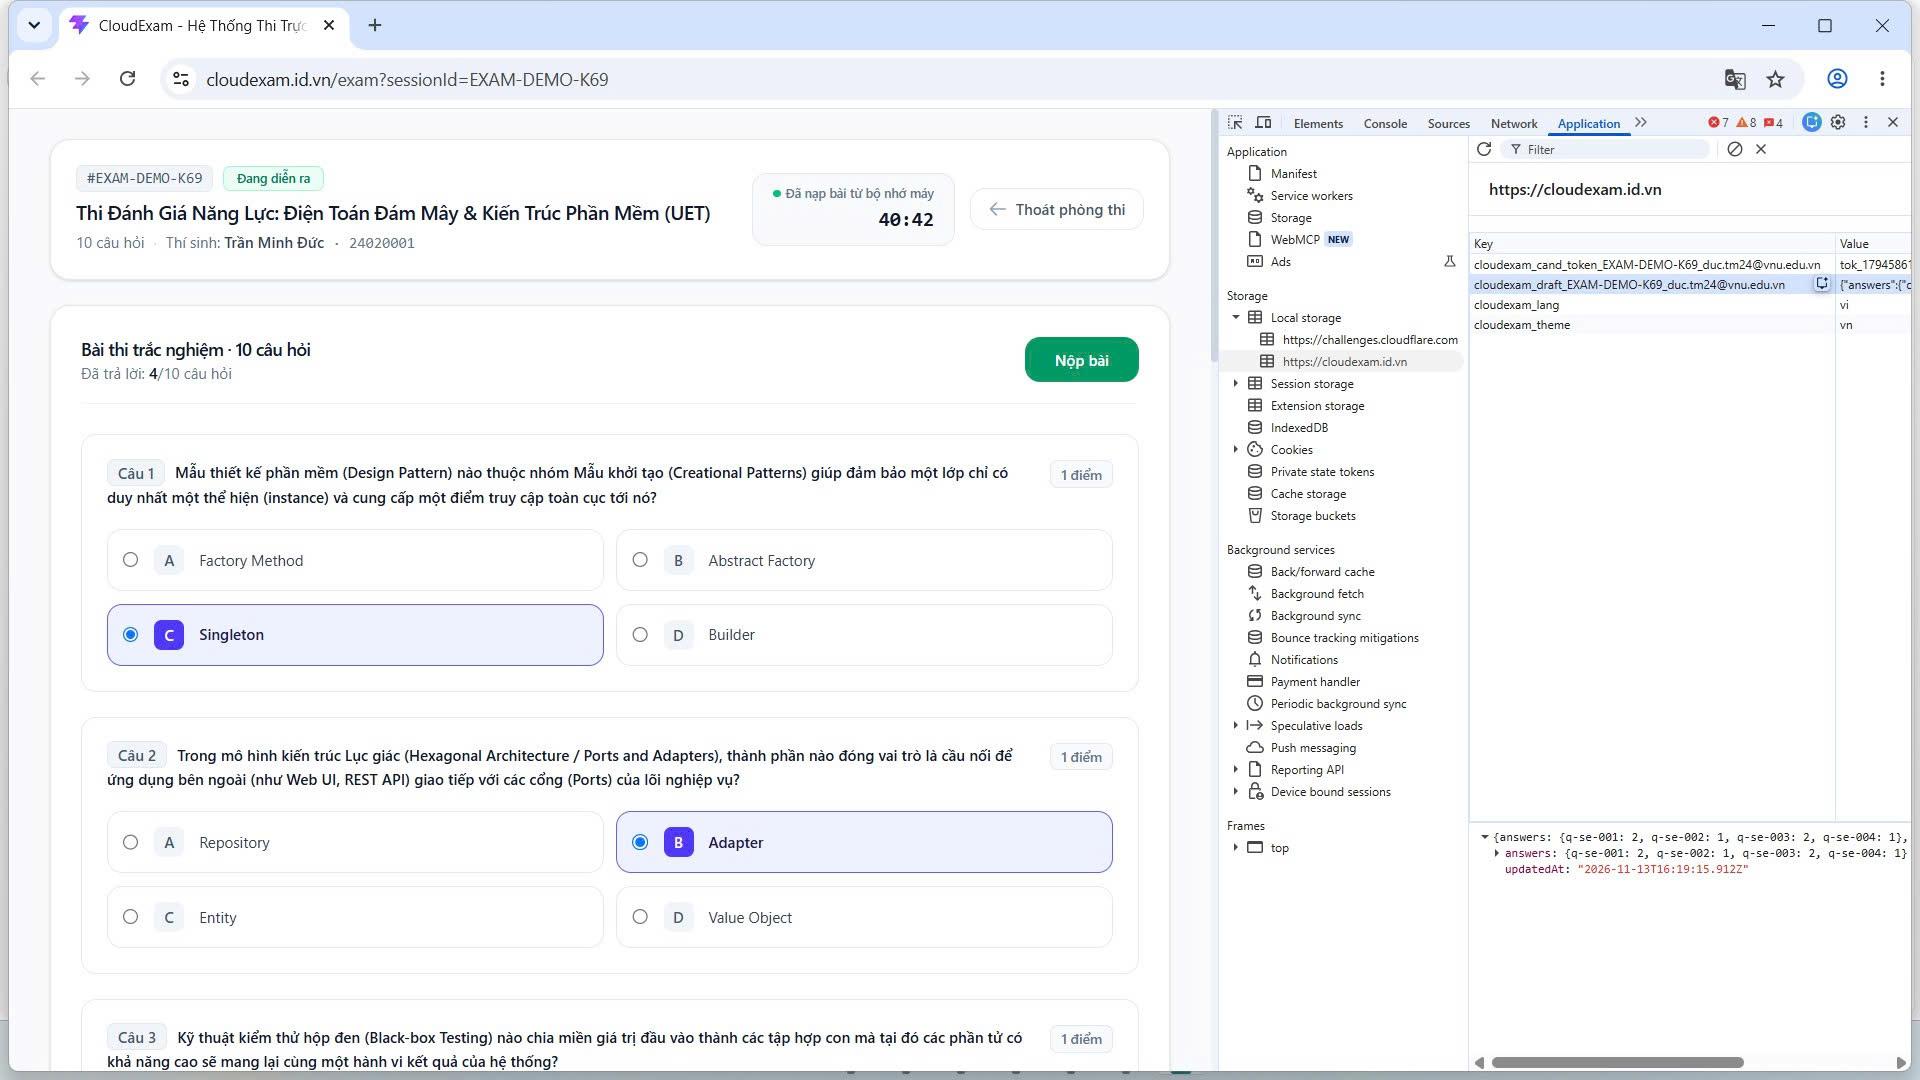 CloudExam - Hệ Thống Thi Trực
cloudexam.id.vn/exam?sessionId=EXAM-DEMO-K69
#EXAM-DEMO-K69
Đang diễn ra
Thi Đánh Giá Năng Lực: Điện Toán Đám Mây & Kiến Trúc Phần Mềm (UET)
10 câu hỏi · Thí sinh: Trần Minh Đức · 24020001
Đã nạp bài từ bộ nhớ máy
40:42
Thoát phòng thi
Bài thi trắc nghiệm · 10 câu hỏi
Đã trả lời: 4/10 câu hỏi
Nộp bài
Câu 1 Mẫu thiết kế phần mềm (Design Pattern) nào thuộc nhóm Mẫu khởi tạo (Creational Patterns) giúp đảm bảo một lớp chỉ có
duy nhất một thể hiện (instance) và cung cấp một điểm truy cập toàn cục tới nó?
1 điểm
A Factory Method
B Abstract Factory
C Singleton
D Builder
Câu 2 Trong mô hình kiến trúc Lục giác (Hexagonal Architecture / Ports and Adapters), thành phần nào đóng vai trò là cầu nối để
ứng dụng bên ngoài (như Web UI, REST API) giao tiếp với các cổng (Ports) của lõi nghiệp vụ?
1 điểm
A Repository
B Adapter
C Entity
D Value Object
Câu 3 Kỹ thuật kiểm thử hộp đen (Black-box Testing) nào chia miền giá trị đầu vào thành các tập hợp con mà tại đó các phần tử có
khả năng cao sẽ mang lại cùng một hành vi kết quả của hệ thống?
1 điểm
Elements Console Sources Network Application 7 8 4
Application
Manifest
Service workers
Storage
WebMCP NEW
Ads
Storage
Local storage
https://challenges.cloudflare.com
https://cloudexam.id.vn
Session storage
Extension storage
IndexedDB
Cookies
Private state tokens
Cache storage
Storage buckets
Background services
Back/forward cache
Background fetch
Background sync
Bounce tracking mitigations
Notifications
Payment handler
Periodic background sync
Speculative loads
Push messaging
Reporting API
Device bound sessions
Frames
top
Filter
https://cloudexam.id.vn
Key Value
cloudexam_cand_token_EXAM-DEMO-K69_duc.tm24@vnu.edu.vn tok_17945861
cloudexam_draft_EXAM-DEMO-K69_duc.tm24@vnu.edu.vn {"answers":{"c
cloudexam_lang vi
cloudexam_theme vn
{answers: {q-se-001: 2, q-se-002: 1, q-se-003: 2, q-se-004: 1},
answers: {q-se-001: 2, q-se-002: 1, q-se-003: 2, q-se-004: 1}
updatedAt: "2026-11-13T16:19:15.912Z"